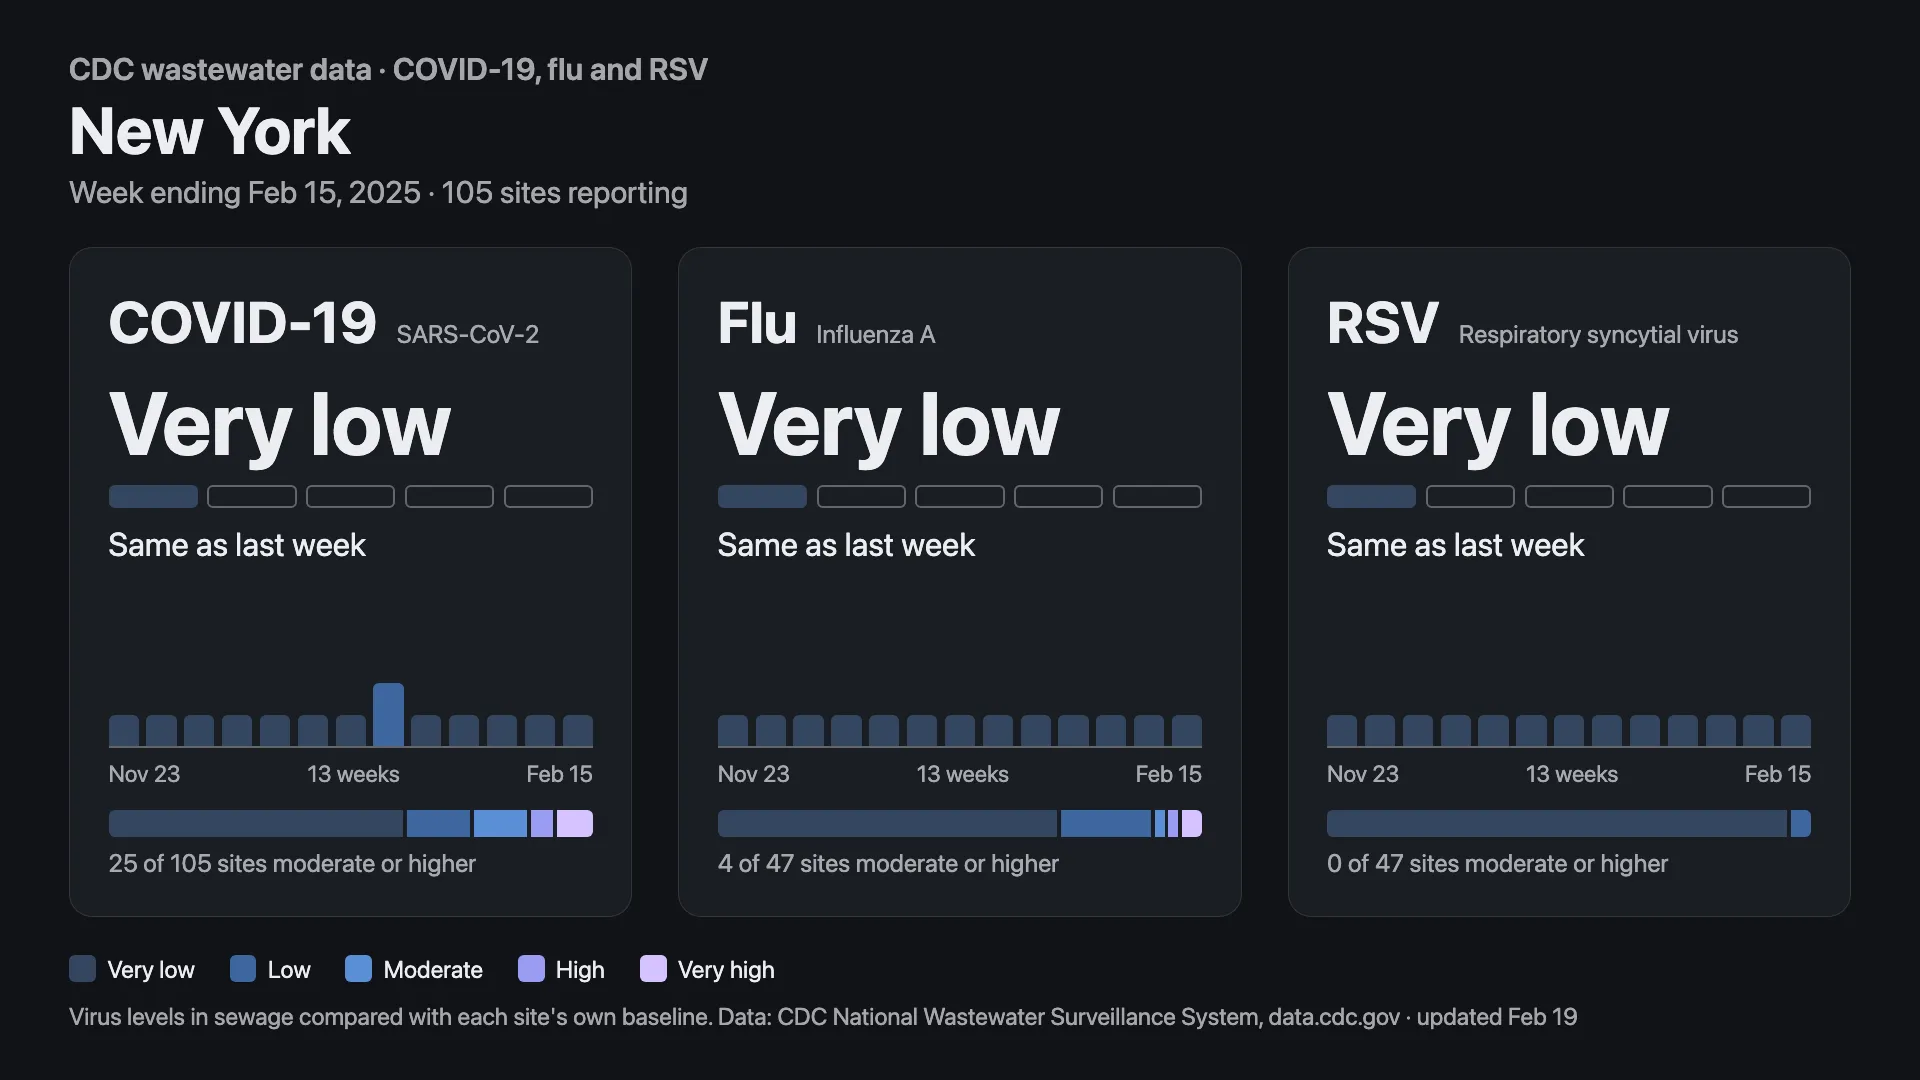 CDC wastewater data · COVID-19, flu and RSV
New York
Week ending Feb 15, 2025 · 105 sites reporting
COVID-19 SARS-CoV-2
Very low
Same as last week
Nov 23 13 weeks Feb 15
25 of 105 sites moderate or higher
Flu Influenza A
Very low
Same as last week
Nov 23 13 weeks Feb 15
4 of 47 sites moderate or higher
RSV Respiratory syncytial virus
Very low
Same as last week
Nov 23 13 weeks Feb 15
0 of 47 sites moderate or higher
Very low Low Moderate High Very high
Virus levels in sewage compared with each site's own baseline. Data: CDC National Wastewater Surveillance System, data.cdc.gov · updated Feb 19